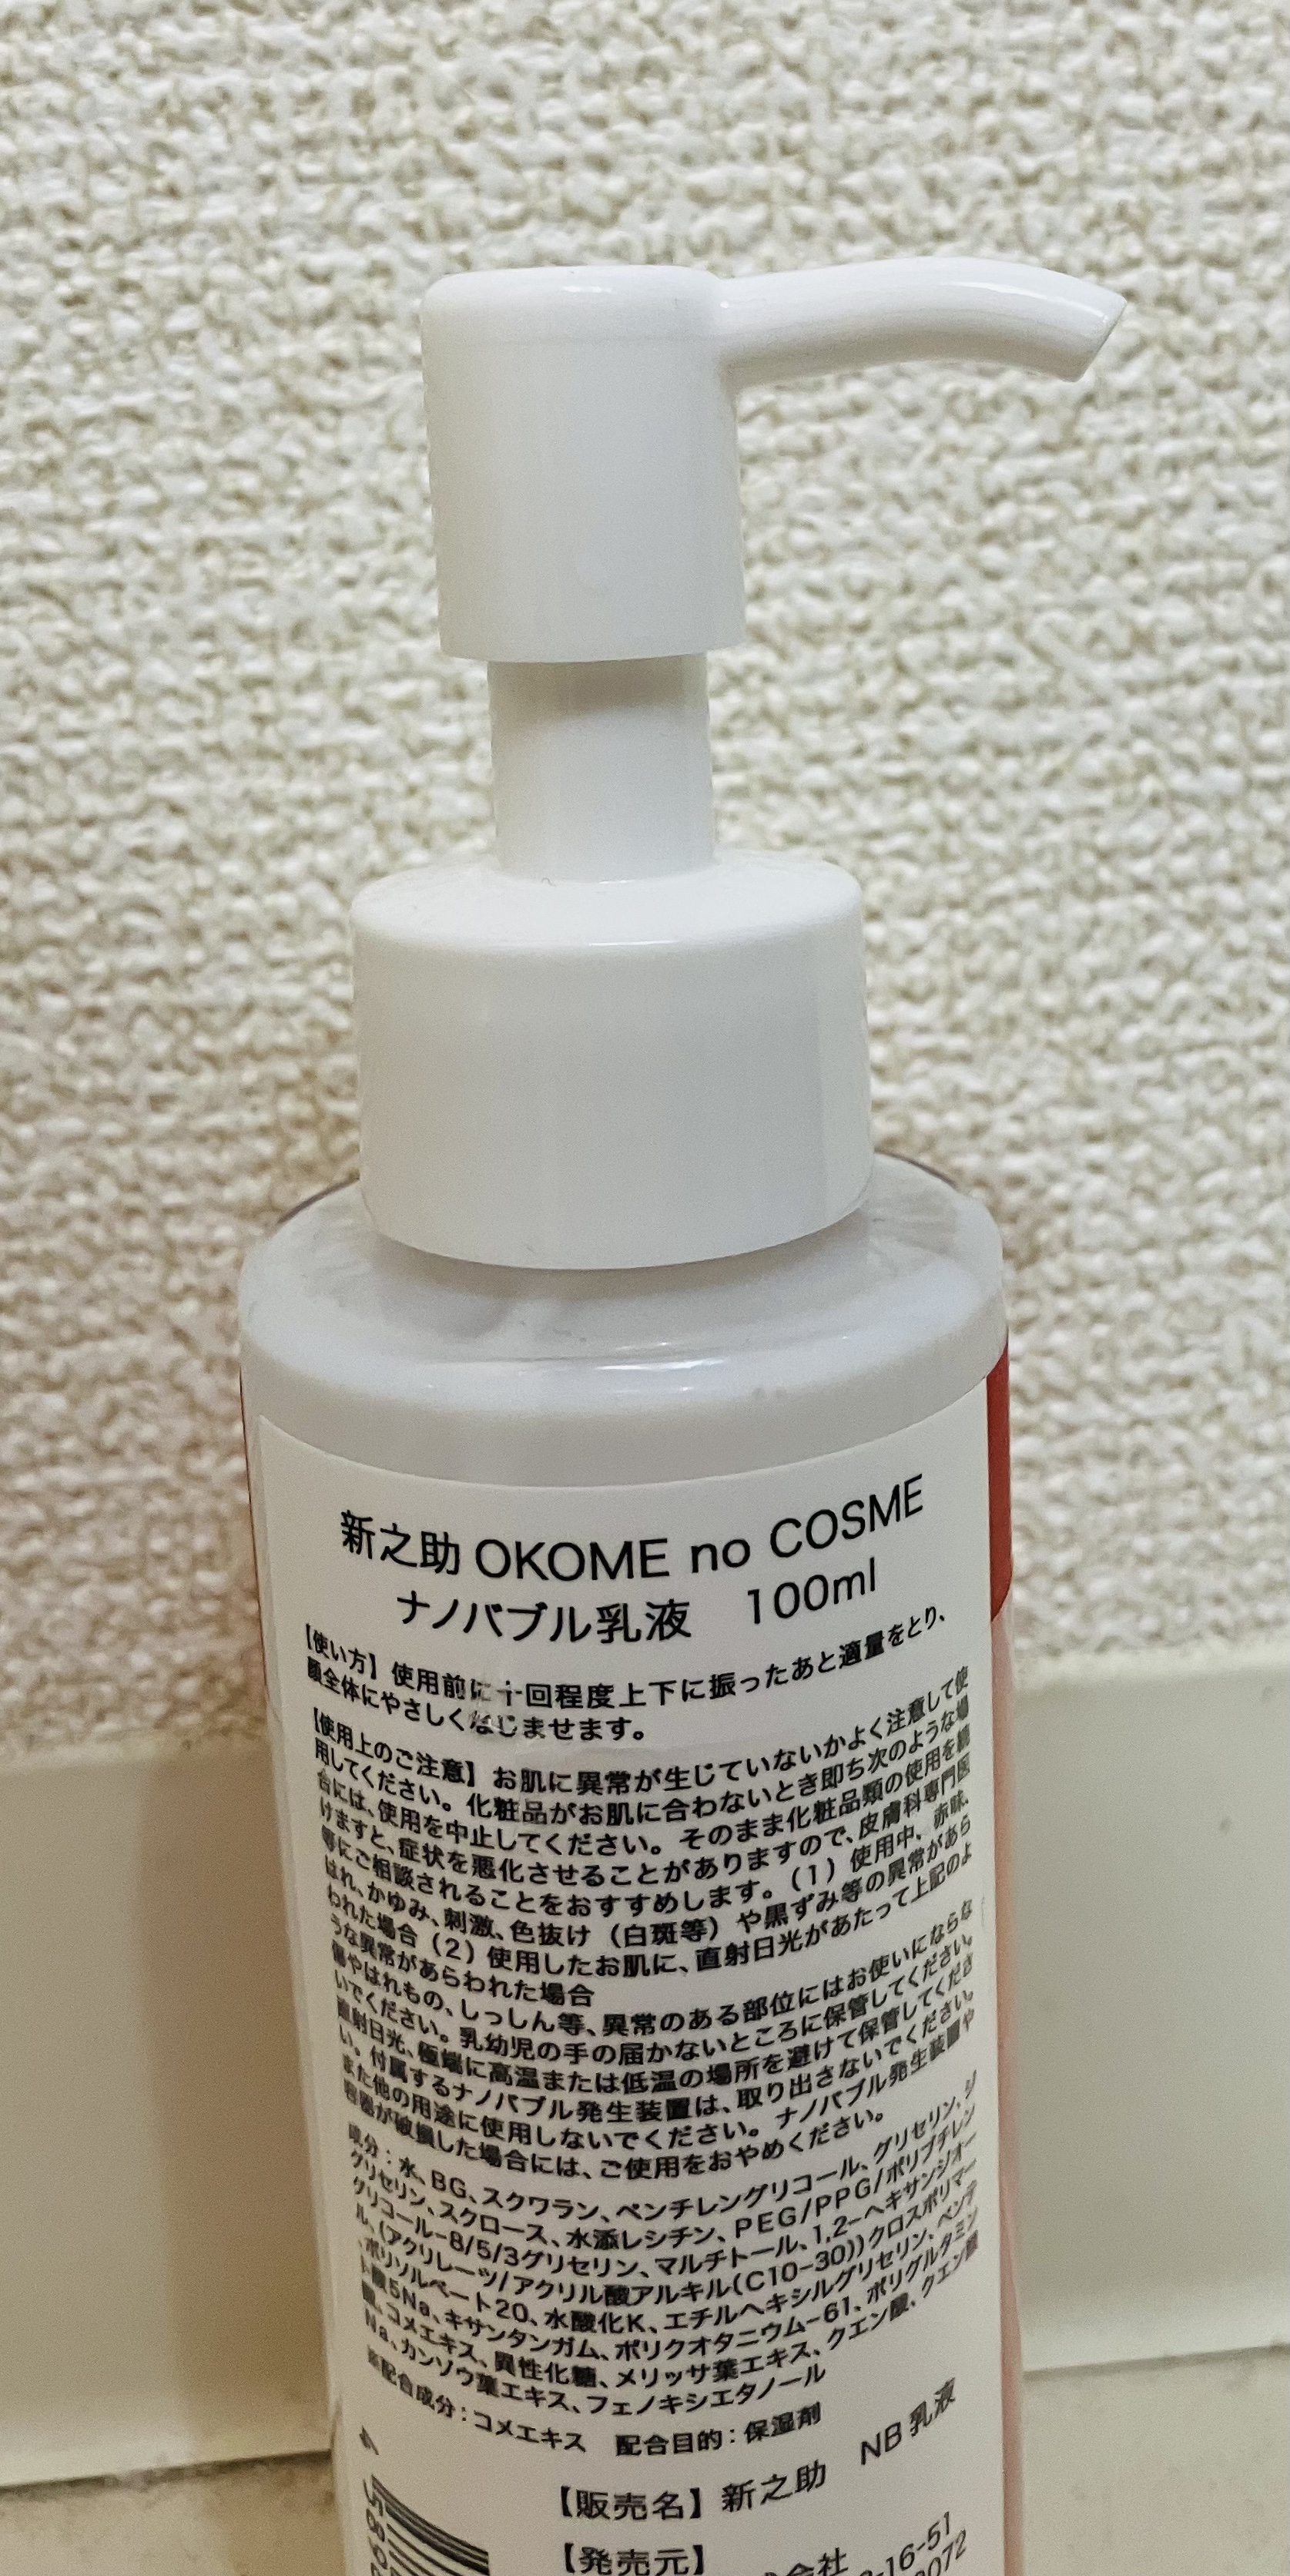 新之助 OKOME no COSME
ナノバブル乳液　100ml
【使い方】使用前に十回程度上下に振ったあと適量をとり、
顔全体にやさしくなじませます。
【使用上のご注意】お肌に異常が生じていないかよく注意して使
用してください。化粧品がお肌に合わないとき即ち次のような場
合には、使用を中止してください。そのまま化粧品類の使用を続
けますと、症状を悪化させることがありますので、皮膚科専門医
等にご相談されることをおすすめします。（1）使用中、赤味、
はれ、かゆみ、刺激、色抜け（白斑等）や黒ずみ等の異常があら
われた場合（2）使用したお肌に、直射日光があたって上記のよ
うな異常があらわれた場合
傷やはれもの、しっしん等、異常のある部位にはお使いにならな
いでください。乳幼児の手の届かないところに保管してください。
直射日光、極端に高温または低温の場所を避けて保管してくださ
い。付属するナノバブル発生装置は、取り出さないでください。
また他の用途に使用しないでください。ナノバブル発生装置や
容器が破損した場合には、ご使用をおやめください。
成分：水、BG、スクワラン、ペンチレングリコール、グリセリン、ジ
グリセリン、スクロース、水添レシチン、PEG/PPG/ポリブチレン
グリコール-8/5/3グリセリン、マルチトール、1,2-ヘキサンジオー
ル、(アクリレーツ/アクリル酸アルキル(C10-30))クロスポリマー
、ポリソルベート20、水酸化K、エチルヘキシルグリセリン、ペンテ
ト酸5Na、キサンタンガム、ポリクオタニウム-61、ポリグルタミン
酸、コメエキス、異性化糖、メリッサ葉エキス、クエン酸、クエン酸
Na、カンゾウ葉エキス、フェノキシエタノール
配合成分：コメエキス　配合目的：保湿剤
【販売名】新之助　NB 乳液
【発売元】
会社
-16-51
0072